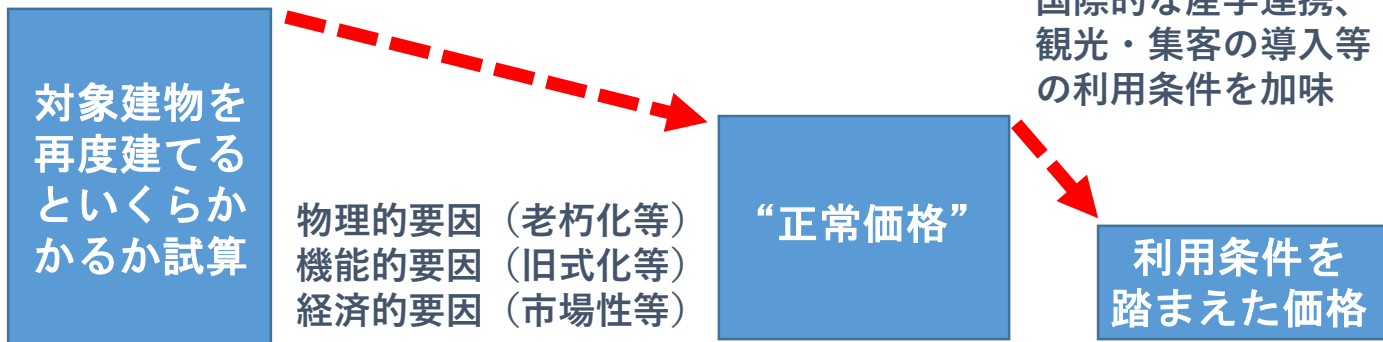 対象建物を
再度建てる
といくらか
かるか試算
物理的要因（老朽化等）
機能的要因（旧式化等）
経済的要因（市場性等）
“正常価格”
国際的な産学連携、
観光・集客の導入等
の利用条件を加味
利用条件を
踏まえた価格